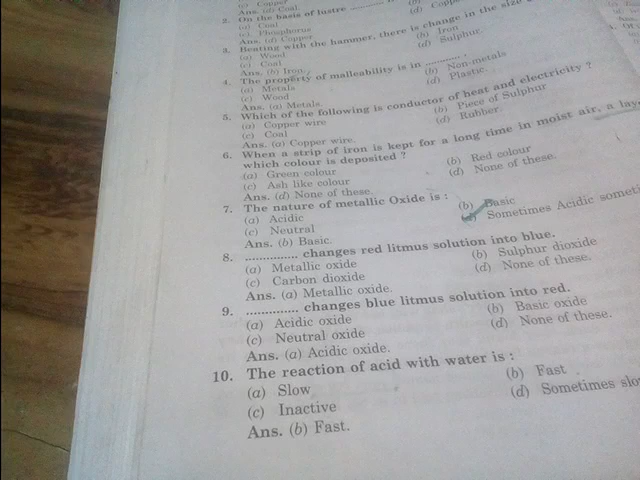 (c) Copper
Ans. (d) Coal.
2. On the basis of lustre ............
(a) Coal
(c) Phosphorus
(d) Copper
Ans. (d) Copper
3. Heating with the hammer, there is change in the size
(a) Wood (b) Iron
(c) Coal (d) Sulphur.
Ans. (b) Iron.
4. The property of malleability is in ............ .
(a) Metals (b) Non-metals
(c) Wood (d) Plastic.
Ans. (a) Metals.
5. Which of the following is conductor of heat and electricity ?
(a) Copper wire (b) Piece of Sulphur
(c) Coal (d) Rubber.
Ans. (a) Copper wire.
6. When a strip of iron is kept for a long time in moist air, a
which colour is deposited ?
(a) Green colour (b) Red colour
(c) Ash like colour (d) None of these.
Ans. (d) None of these.
7. The nature of metallic Oxide is :
(a) Acidic (b) Basic
(c) Neutral Sometimes Acidic
Ans. (b) Basic.
8. ............... changes red litmus solution into blue.
(a) Metallic oxide (b) Sulphur dioxide
(c) Carbon dioxide (d) None of these.
Ans. (a) Metallic oxide.
9. ............... changes blue litmus solution into red.
(a) Acidic oxide (b) Basic oxide
(c) Neutral oxide (d) None of these.
Ans. (a) Acidic oxide.
10. The reaction of acid with water is :
(a) Slow (b) Fast
(c) Inactive (d) Sometimes
Ans. (b) Fast.